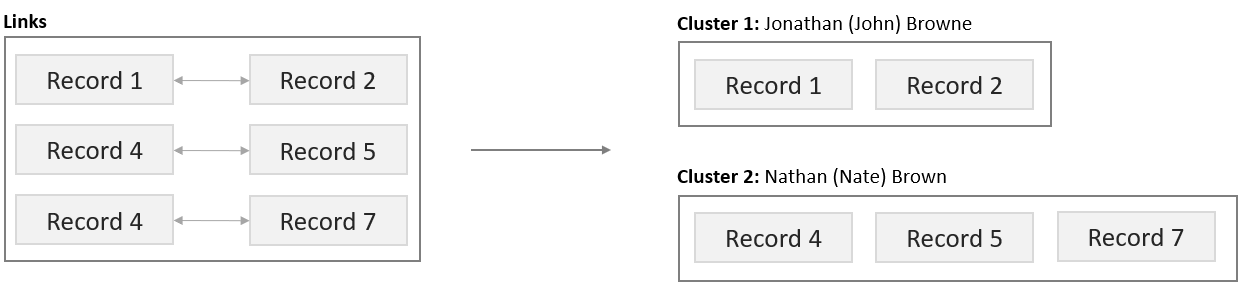 Links
Record 1
Record 2
Record 4
Record 5
Record 4
Record 7
Cluster 1: Jonathan (John) Browne
Record 1
Record 2
Cluster 2: Nathan (Nate) Brown
Record 4
Record 5
Record 7